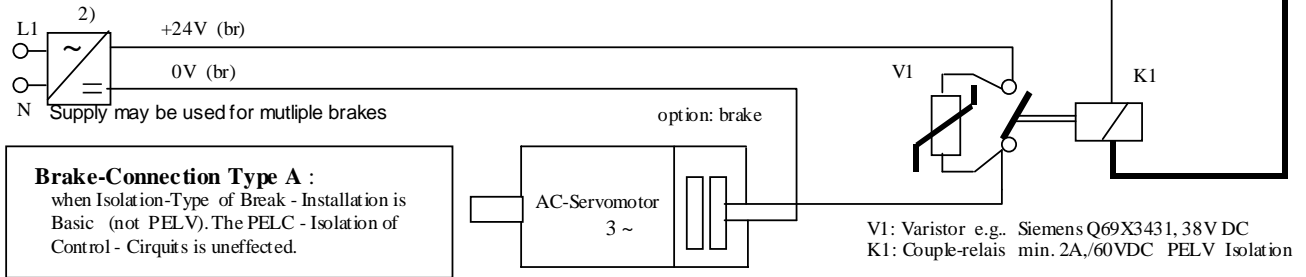 2)
L1
+24V (br)
~
0V (br)
V1
K1
N
Supply may be used for mutliple brakes
option: brake
Brake-Connection Type A :
when Isolation-Type of Break - Installation is
Basic (not PELV). The PELC - Isolation of
Control - Cirquits is uneffected.
AC-Servomotor
3 ~
V1: Varistor e.g.. Siemens Q69X3431, 38V DC
K1: Couple-relais min. 2A,/60VDC PELV Isolation